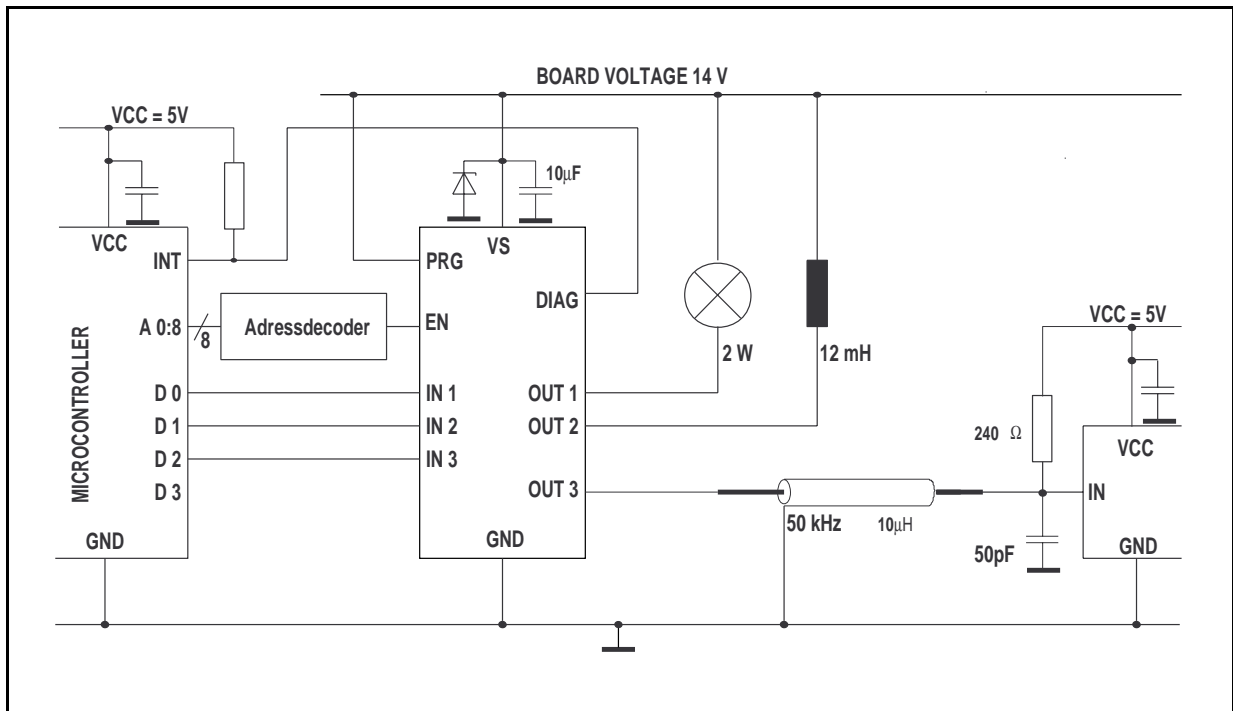 BOARD VOLTAGE 14 V
VCC = 5V
10μF
VCC
INT
A 0:8
8
Adressdecoder
MICROCONTROLLER
D 0
D 1
D 2
D 3
GND
VS
PRG
EN
DIAG
IN 1
IN 2
IN 3
OUT 1
OUT 2
OUT 3
GND
2 W
12 mH
50 kHz
10μH
VCC = 5V
240 Ω
50pF
VCC
IN
GND